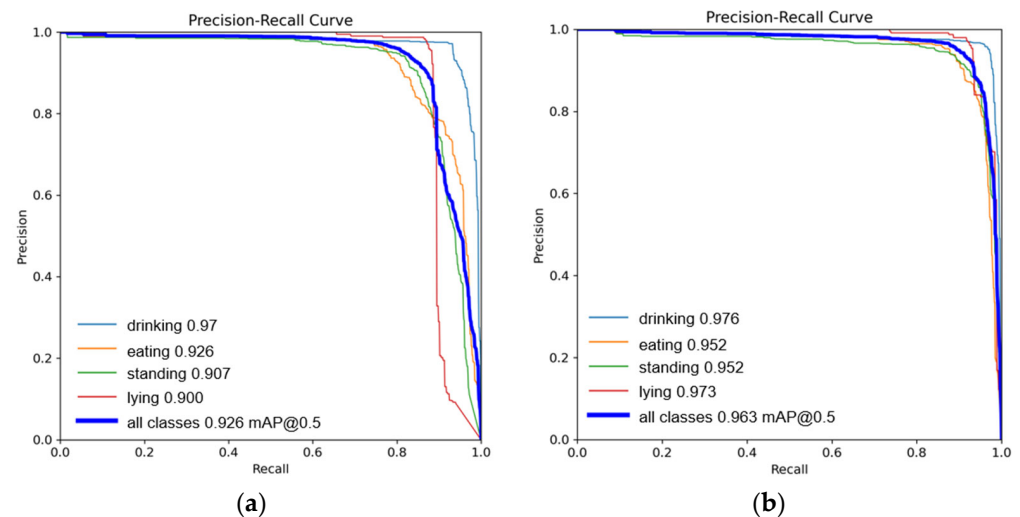 Precision-Recall Curve
1.0
0.8
0.6
0.4
0.2
0.0
Precision
drinking 0.97
eating 0.926
standing 0.907
lying 0.900
all classes 0.926 mAP@0.5
0.0 0.2 0.4 0.6 0.8 1.0
Recall
(a)
Precision-Recall Curve
1.0
0.8
0.6
0.4
0.2
0.0
Precision
drinking 0.976
eating 0.952
standing 0.952
lying 0.973
all classes 0.963 mAP@0.5
0.0 0.2 0.4 0.6 0.8 1.0
Recall
(b)